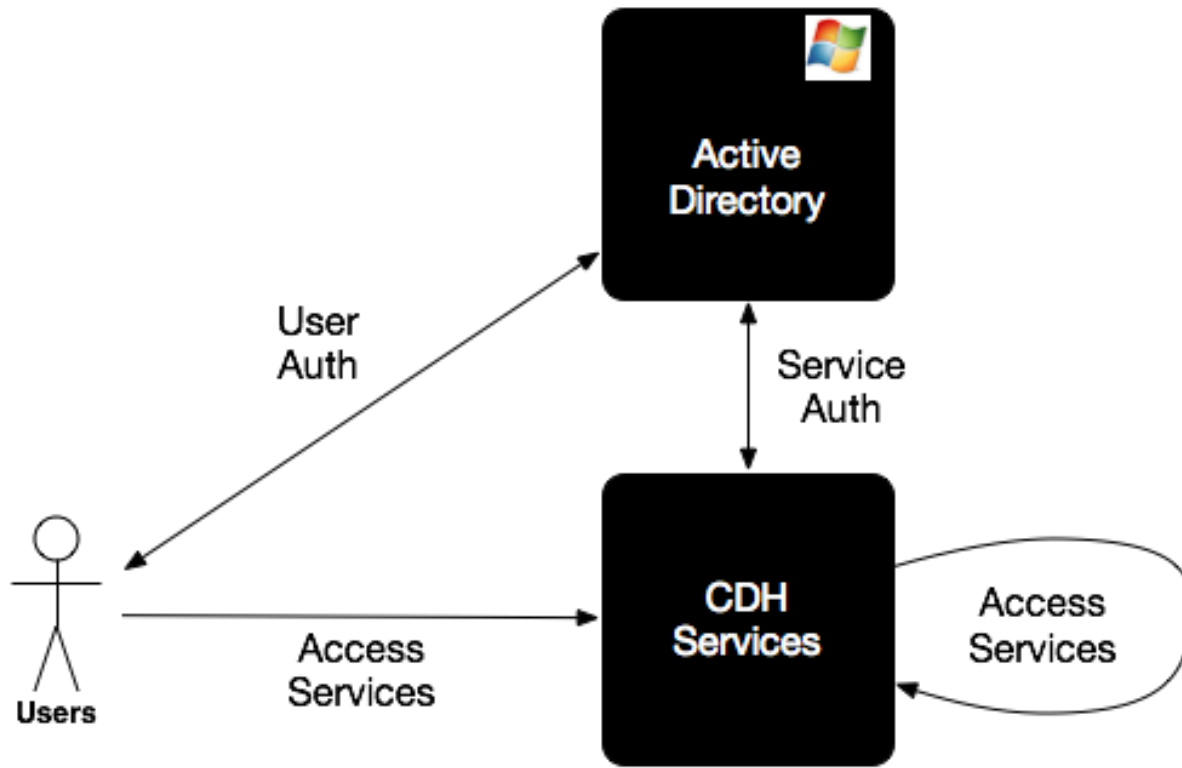 Active
Directory
User
Auth
Service
Auth
CDH
Services
Access
Services
Access
Services
Users